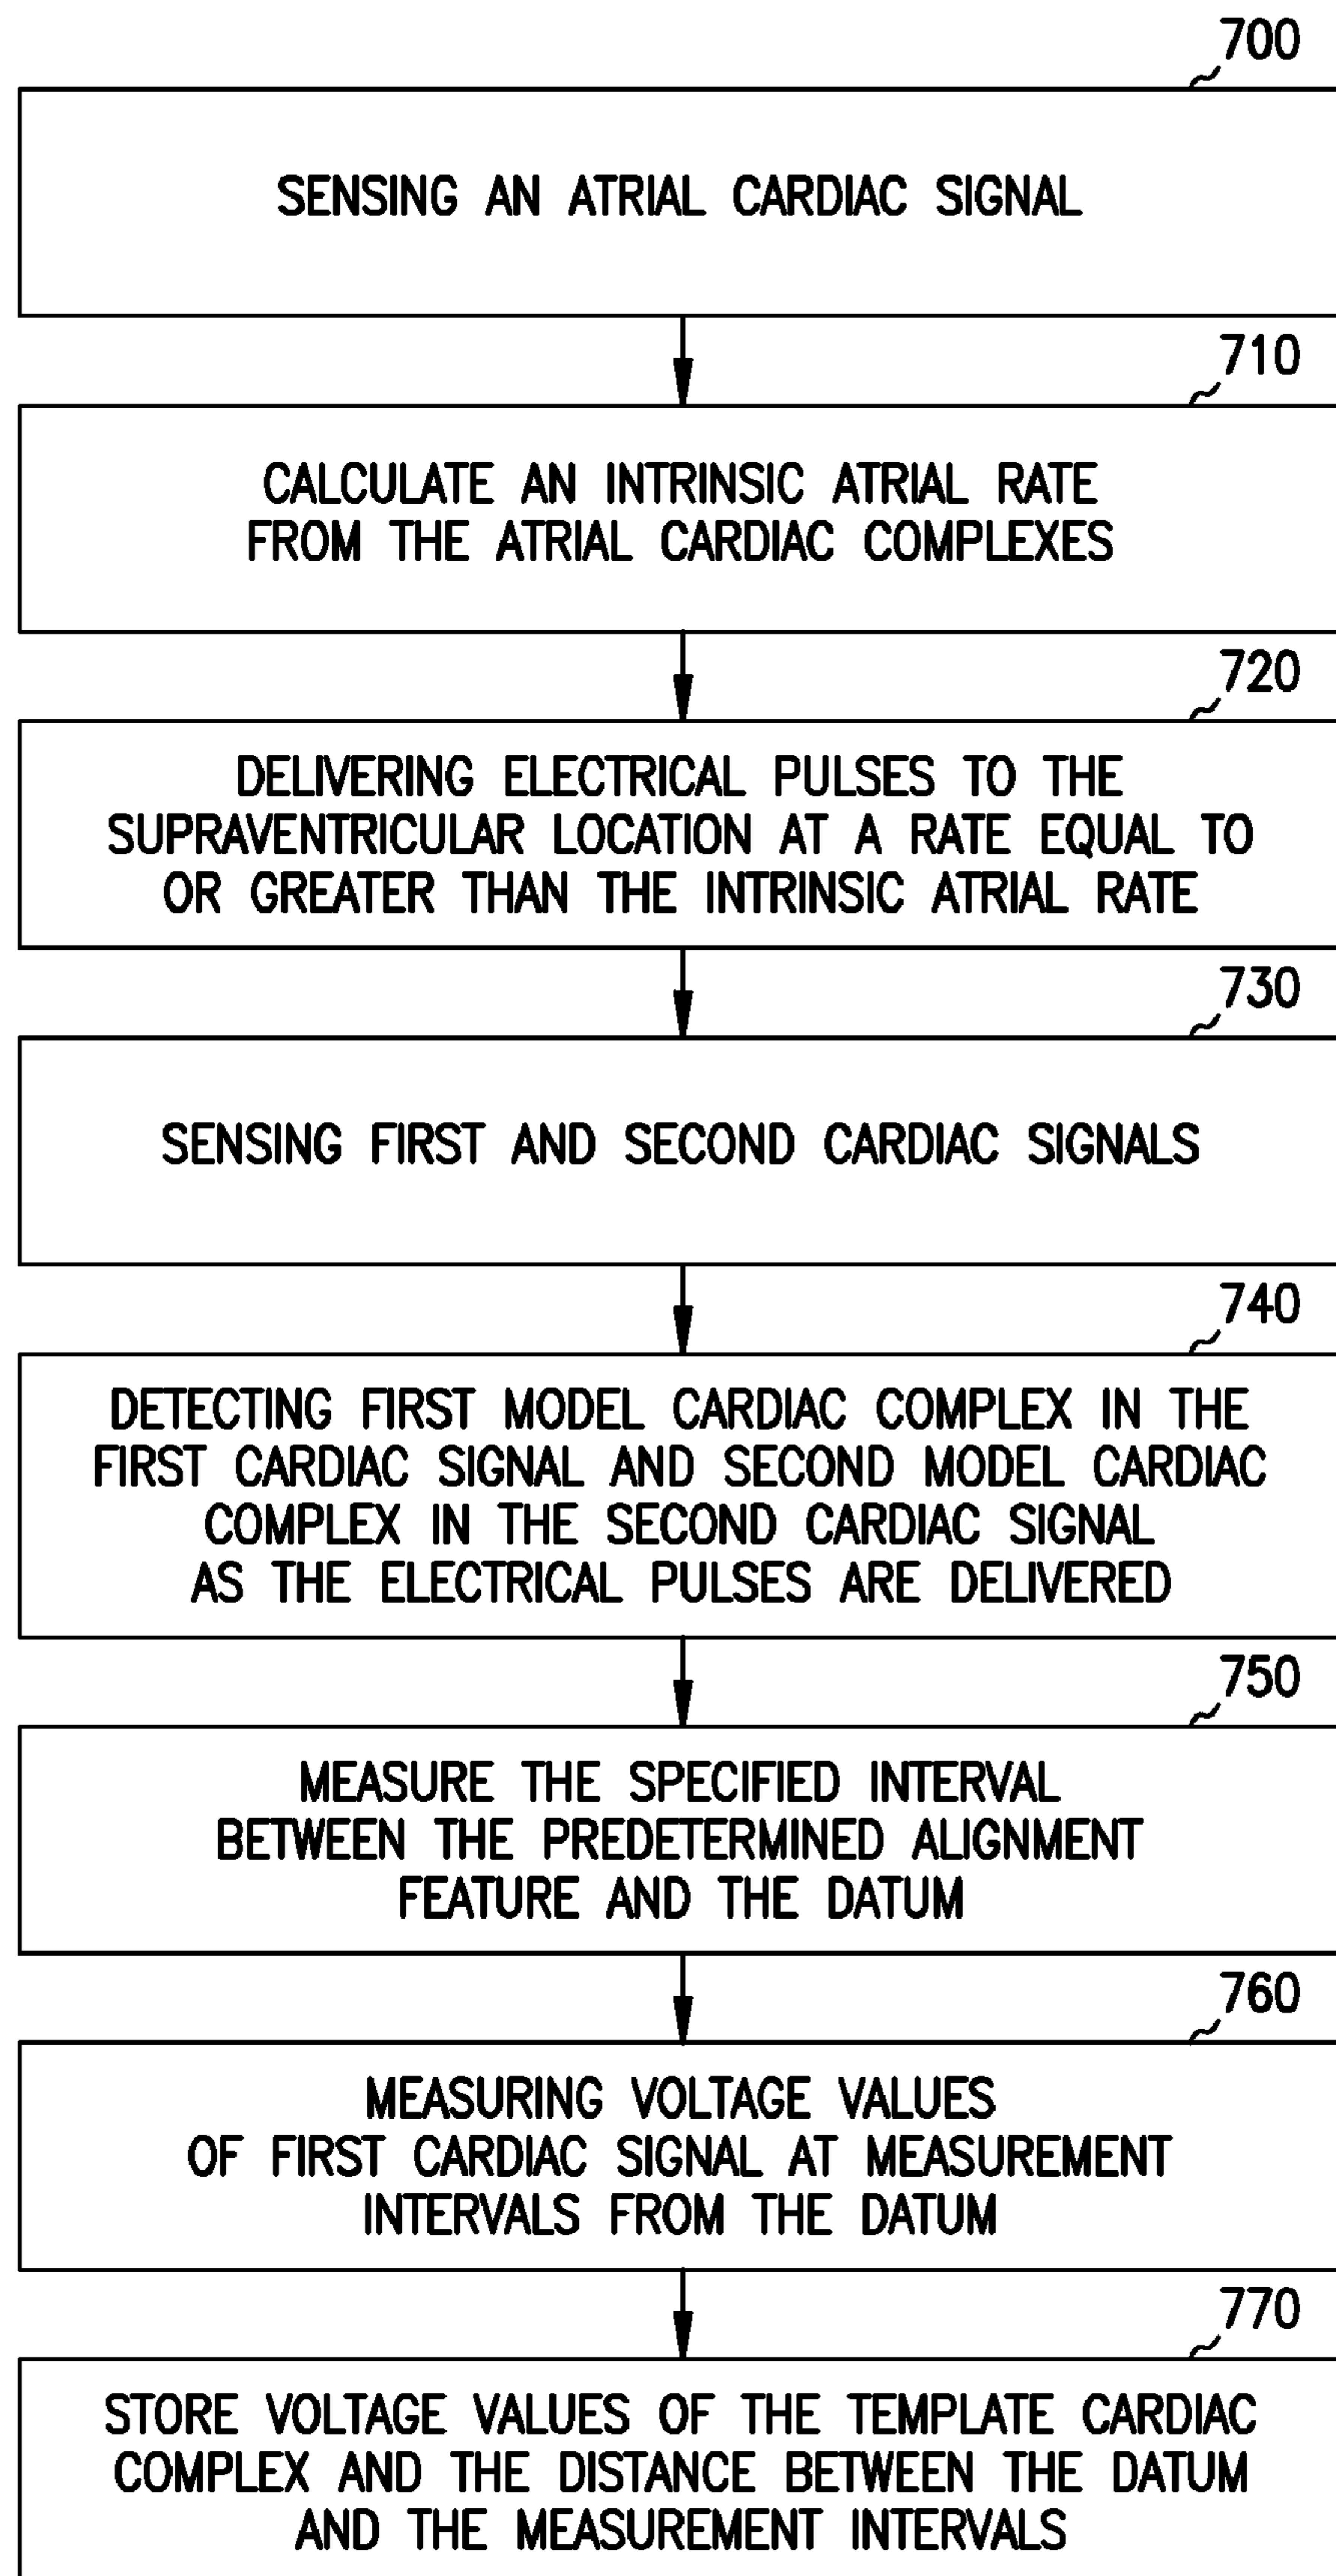 700
SENSING AN ATRIAL CARDIAC SIGNAL
710
CALCULATE AN INTRINSIC ATRIAL RATE
FROM THE ATRIAL CARDIAC COMPLEXES
720
DELIVERING ELECTRICAL PULSES TO THE
SUPRAVENTRICULAR LOCATION AT A RATE EQUAL TO
OR GREATER THAN THE INTRINSIC ATRIAL RATE
730
SENSING FIRST AND SECOND CARDIAC SIGNALS
740
DETECTING FIRST MODEL CARDIAC COMPLEX IN THE
FIRST CARDIAC SIGNAL AND SECOND MODEL CARDIAC
COMPLEX IN THE SECOND CARDIAC SIGNAL
AS THE ELECTRICAL PULSES ARE DELIVERED
750
MEASURE THE SPECIFIED INTERVAL
BETWEEN THE PREDETERMINED ALIGNMENT
FEATURE AND THE DATUM
760
MEASURING VOLTAGE VALUES
OF FIRST CARDIAC SIGNAL AT MEASUREMENT
INTERVALS FROM THE DATUM
770
STORE VOLTAGE VALUES OF THE TEMPLATE CARDIAC
COMPLEX AND THE DISTANCE BETWEEN THE DATUM
AND THE MEASUREMENT INTERVALS